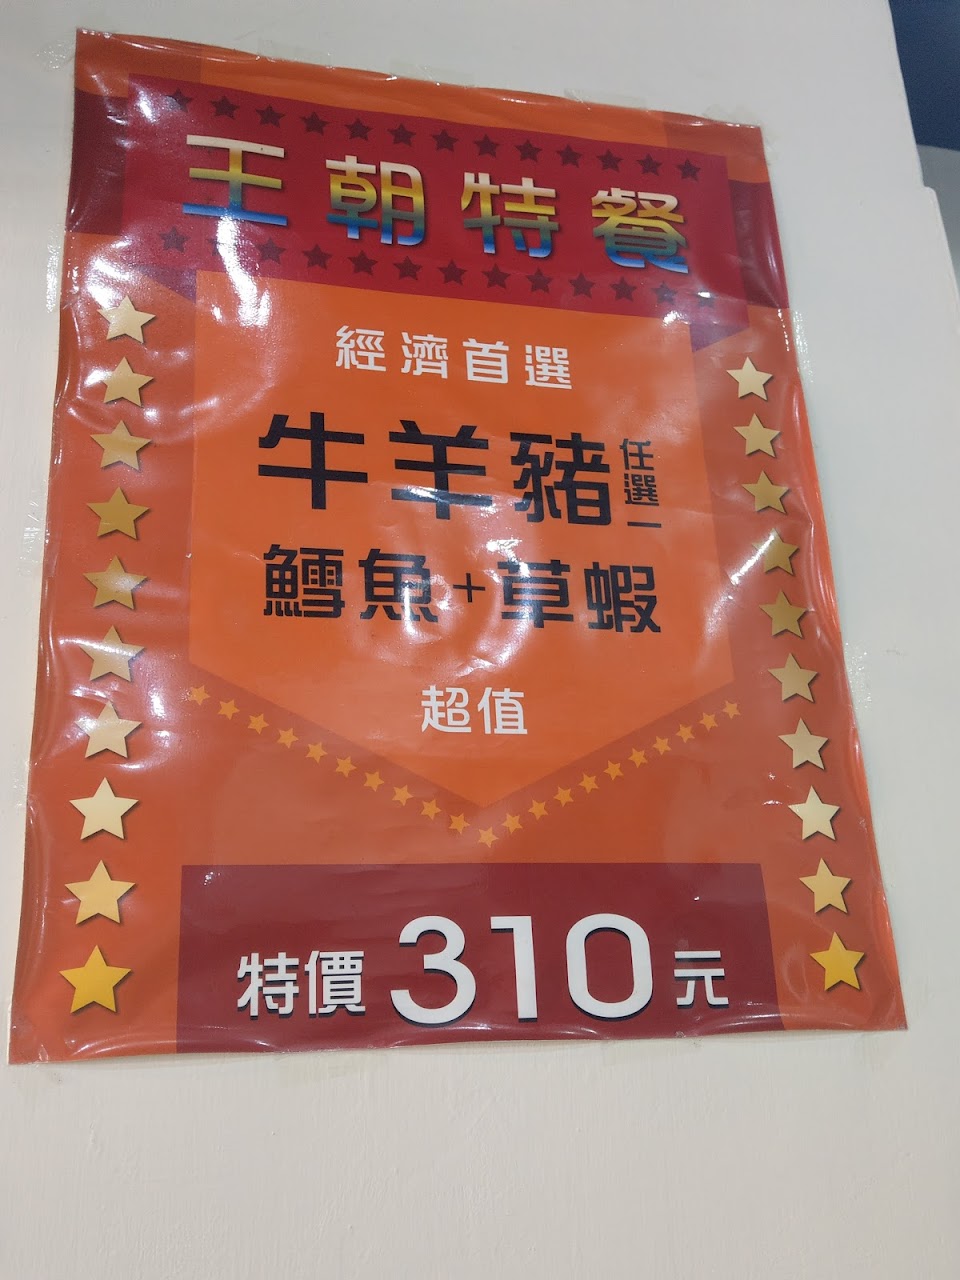 王朝特餐
經濟首選
牛羊豬任選一
鱈魚+草蝦
超值
特價310元